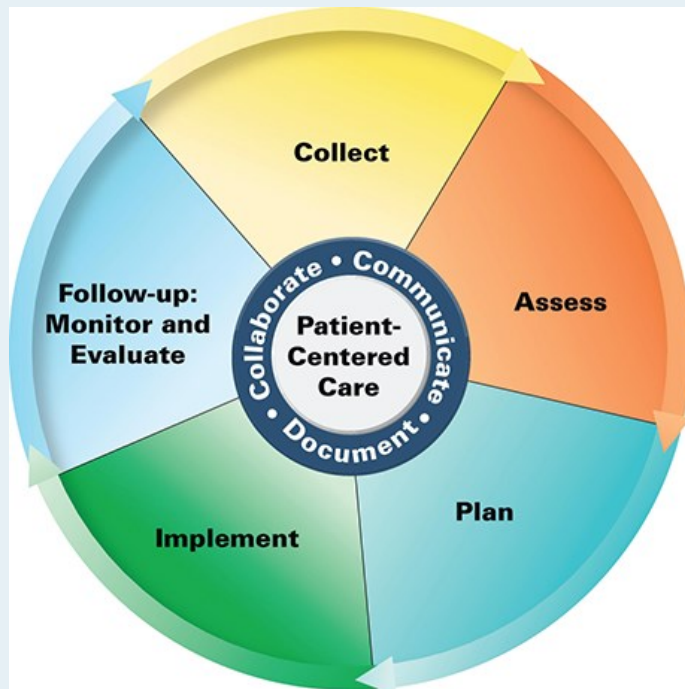 Collect
Assess
Plan
Implement
Follow-up:
Monitor and
Evaluate
Collaborate • Communicate • Document •
Patient-
Centered
Care